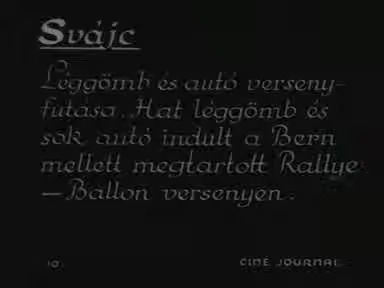 Svájc
Léggömb és autó verseny-
futása. Hat léggömb és
sok autó indult a Bern
mellett megtartott Rallye
— Ballon versenyen.
10.
CINÉ JOURNAL